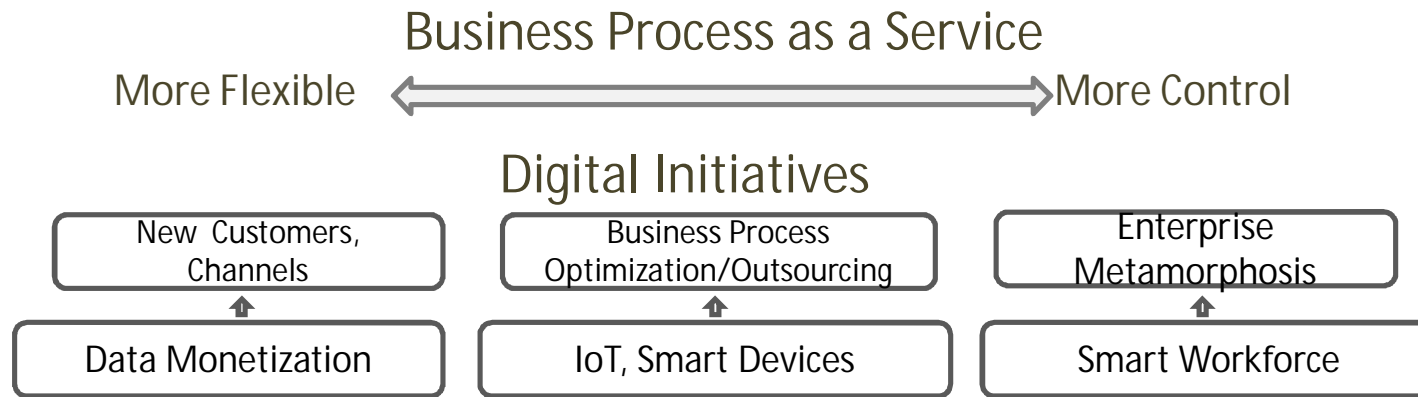 Business Process as a Service
More Flexible
More Control
Digital Initiatives
New Customers,
Channels
Business Process
Optimization/Outsourcing
Enterprise
Metamorphosis
Data Monetization
IoT, Smart Devices
Smart Workforce